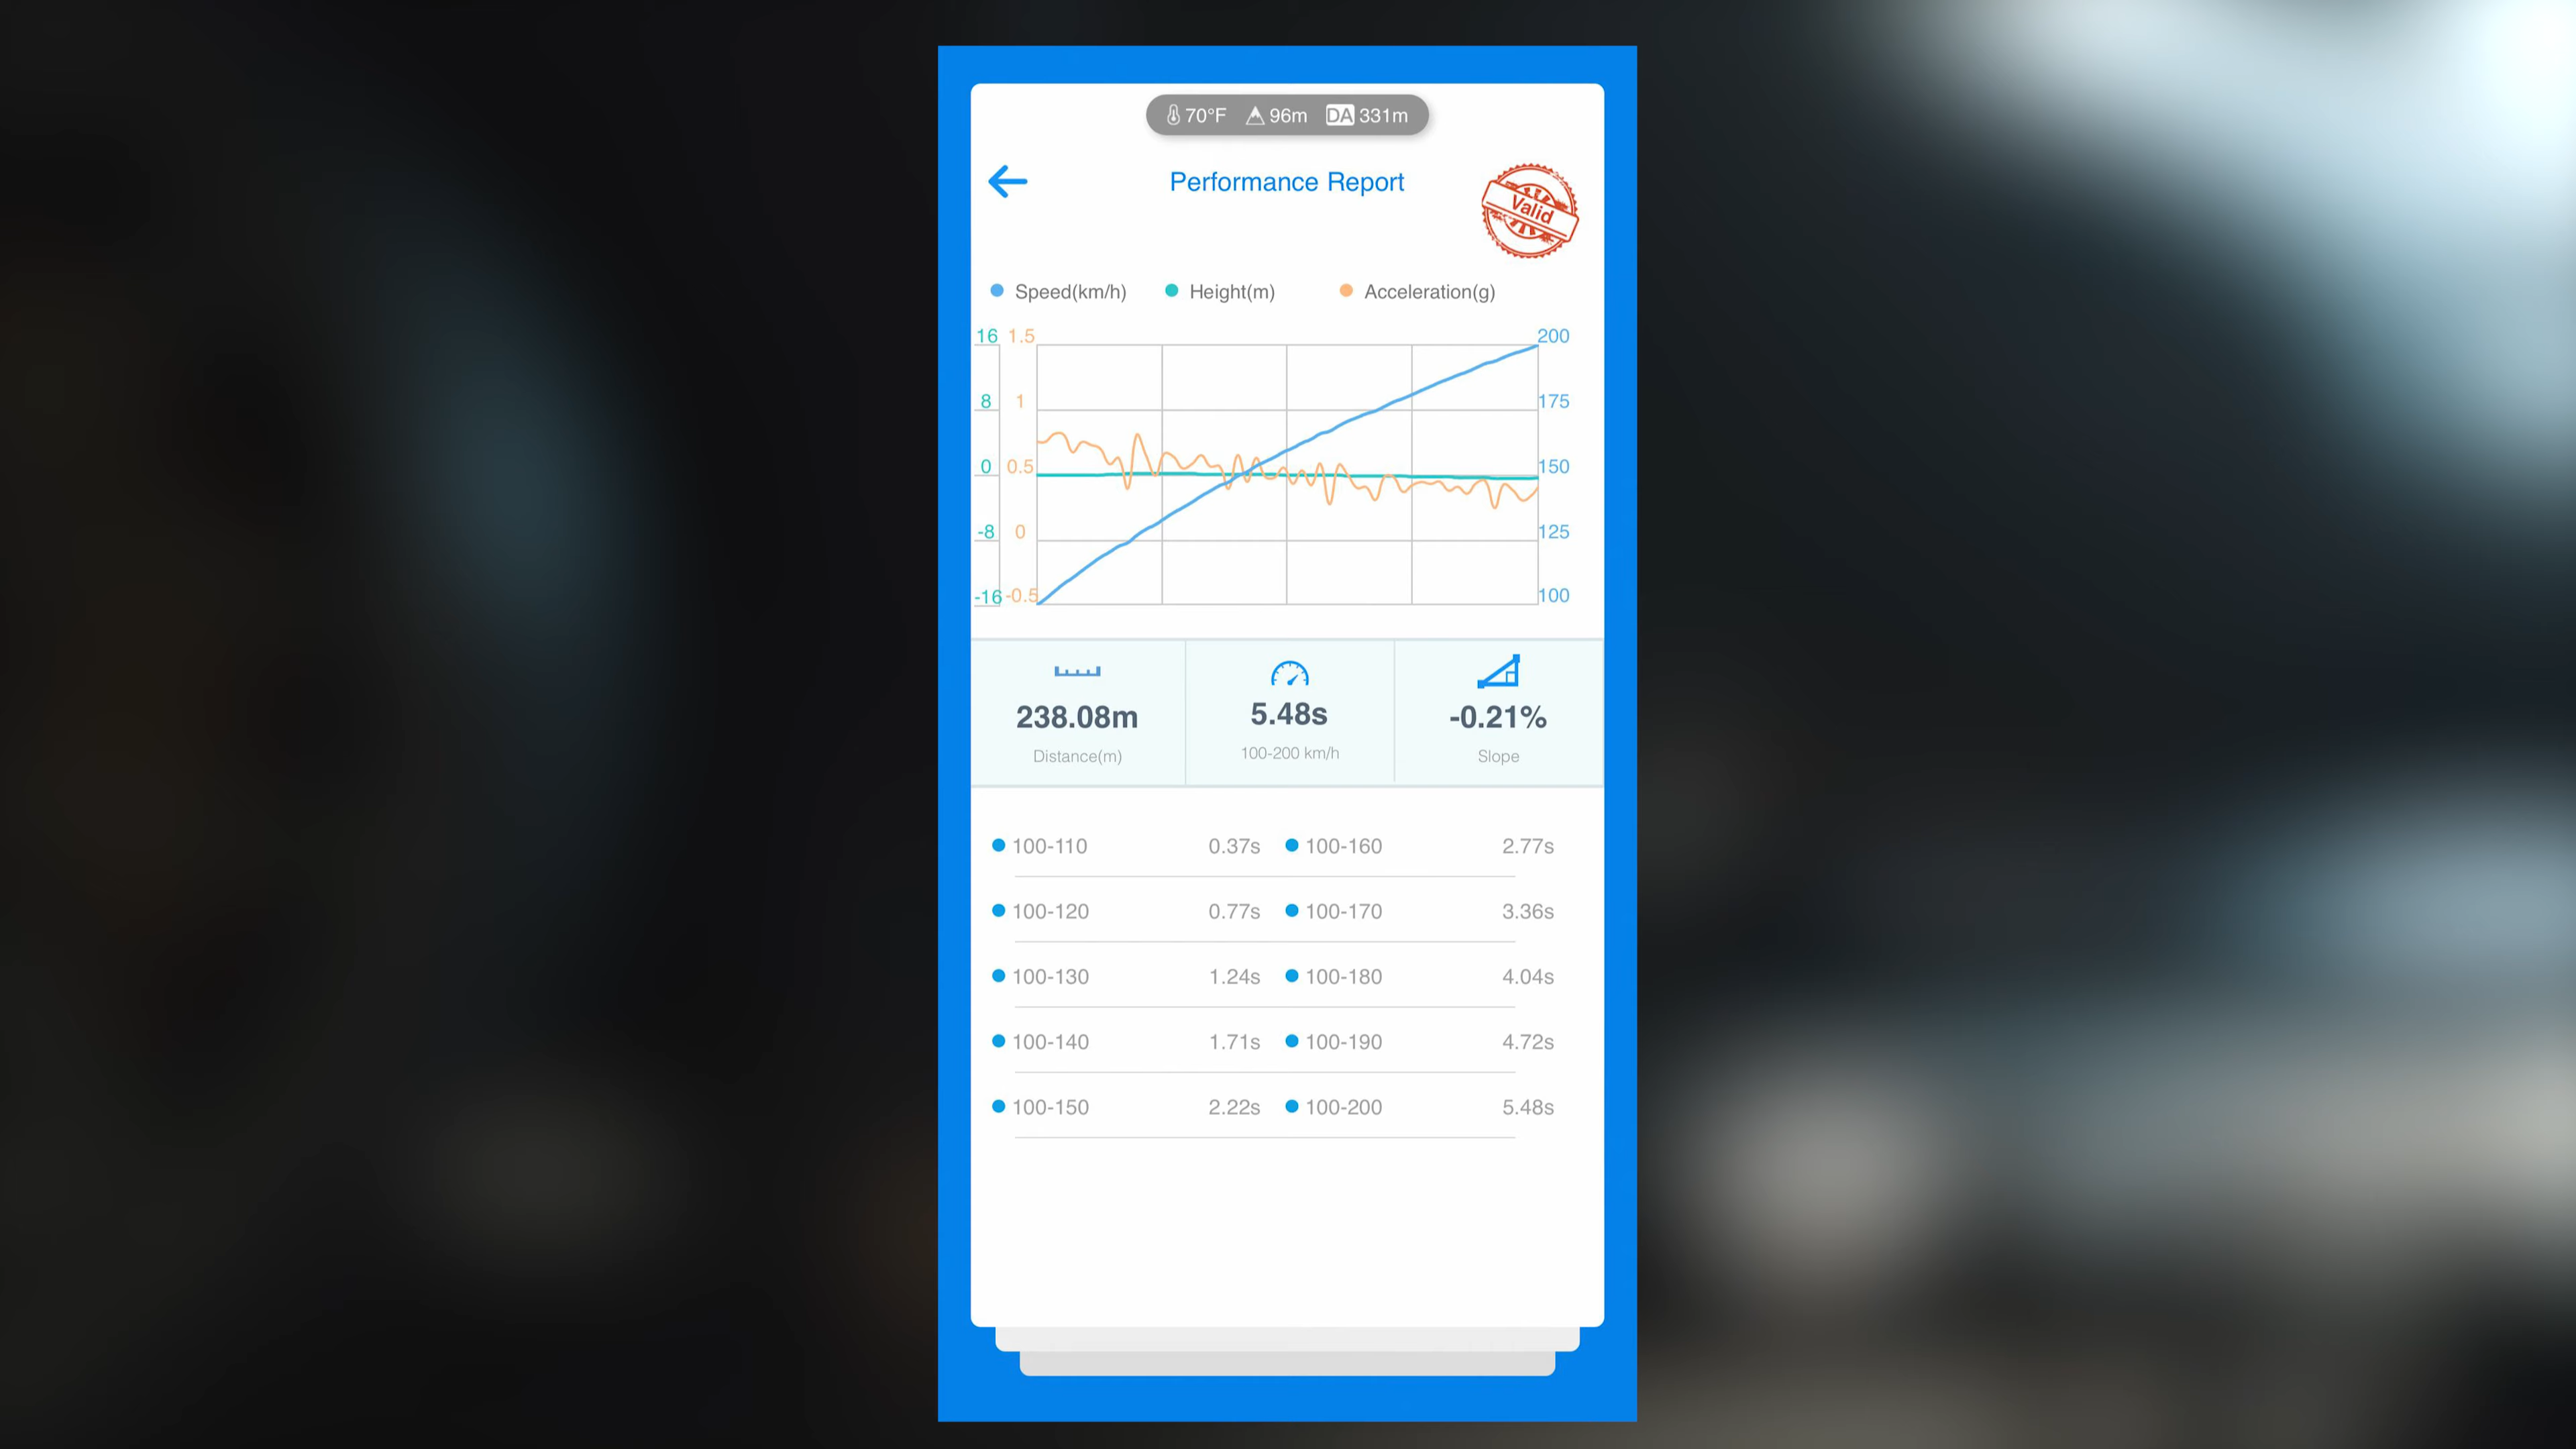 70°F 96m DA 331m
Performance Report
Valid
Speed(km/h) Height(m) Acceleration(g)
16 1.5 200
8 1 175
0 0.5 150
-8 0 125
-16 -0.5 100
238.08m 5.48s -0.21%
Distance(m) 100-200 km/h Slope
100-110 0.37s 100-160 2.77s
100-120 0.77s 100-170 3.36s
100-130 1.24s 100-180 4.04s
100-140 1.71s 100-190 4.72s
100-150 2.22s 100-200 5.48s